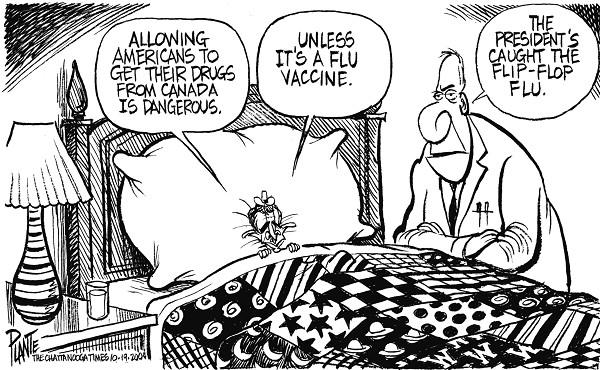 ALLOWING
AMERICANS TO
GET THEIR DRUGS
FROM CANADA
IS DANGEROUS.
...UNLESS
IT'S A FLU
VACCINE.
THE
PRESIDENT'S
CAUGHT THE
FLIP-FLOP
FLU.
PLANTE
THE CHATTANOOGA TIMES 10-19-2004
W W W